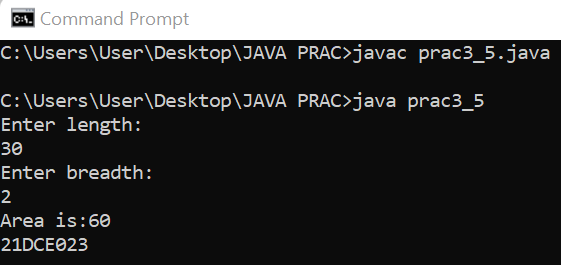 Command Prompt
C:\Users\User\Desktop\JAVA PRAC>javac prac3_5.java
C:\Users\User\Desktop\JAVA PRAC>java prac3_5
Enter length:
30
Enter breadth:
2
Area is:60
21DCE023